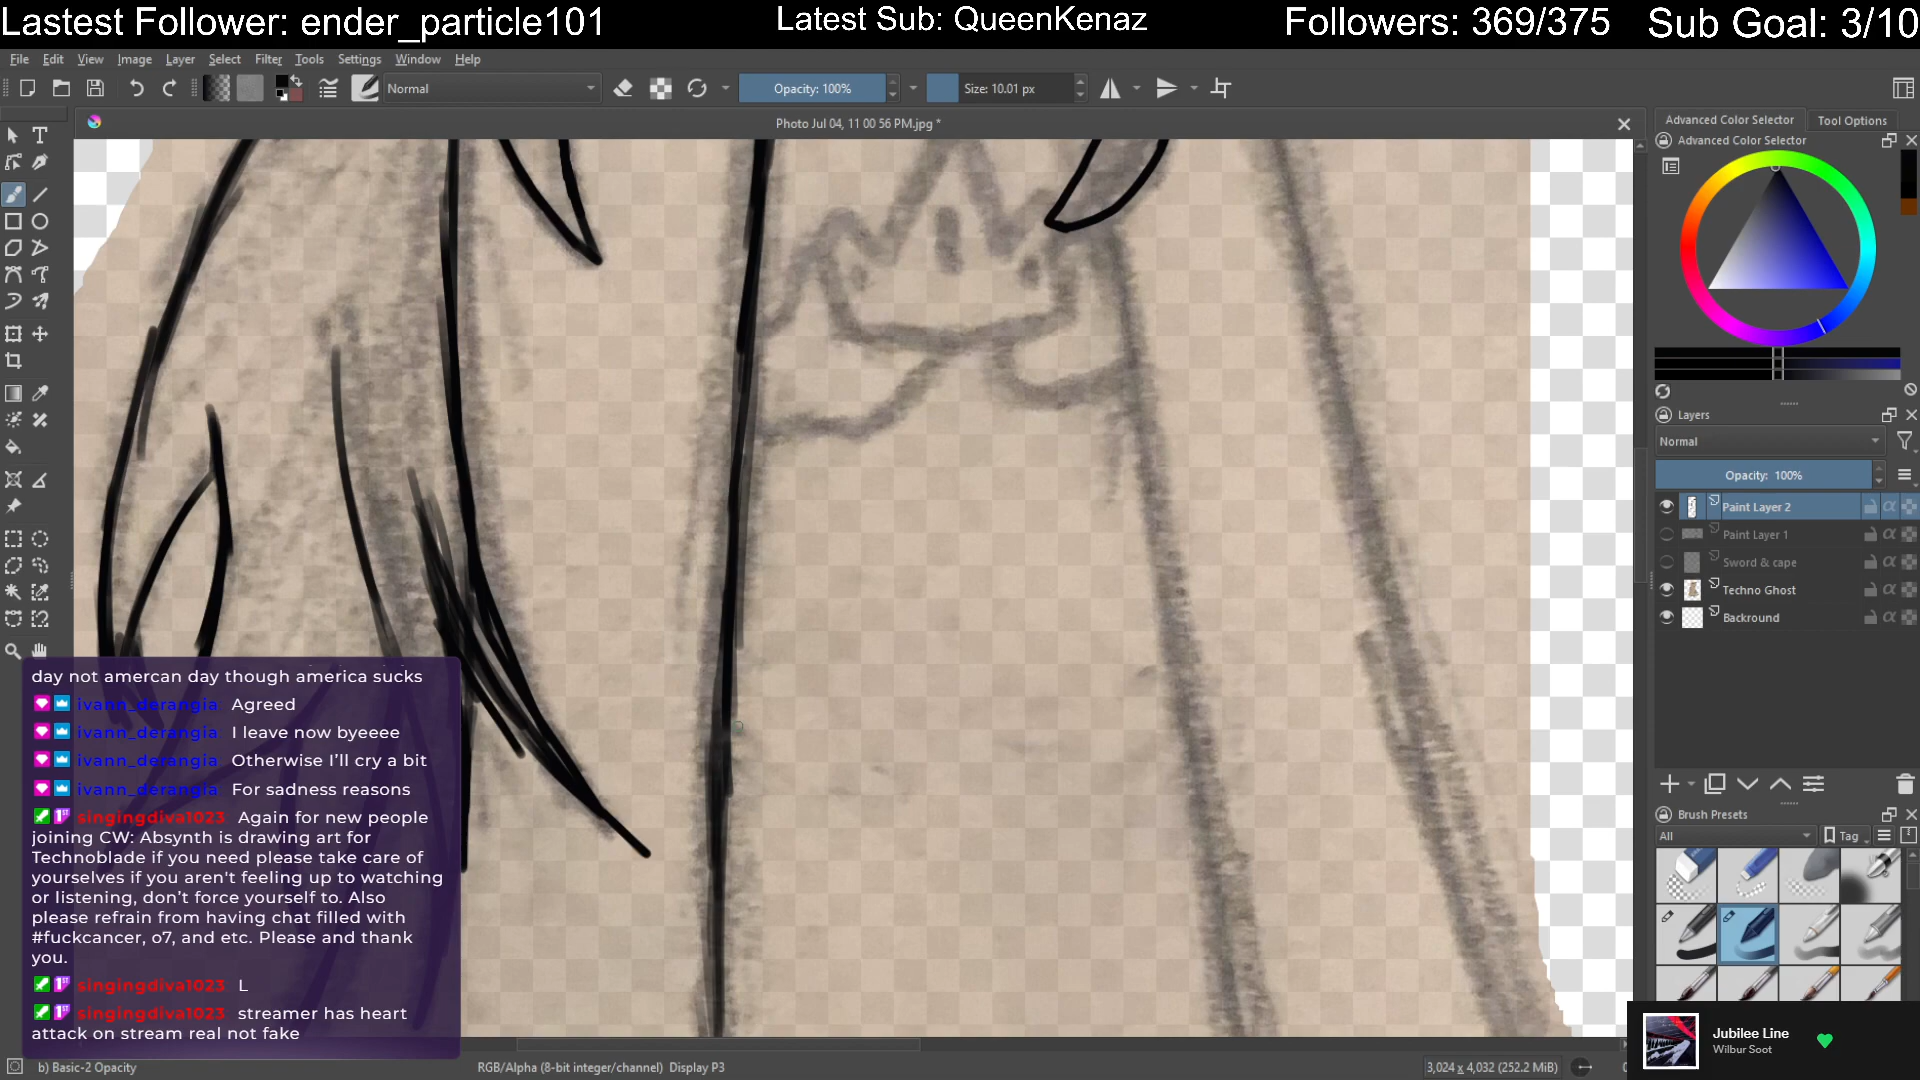 Lastest Follower: ender_particle101
Latest Sub: QueenKenaz
Followers: 369/375
Sub Goal: 3/10
File Edit View Image Layer Select Filter Tools Settings Window Help
Normal
Opacity: 100%
Size: 10.01 px
Photo Jul 04, 11 00 56 PM.jpg *
Advanced Color Selector
Tool Options
Advanced Color Selector
Layers
Normal
Opacity: 100%
Paint Layer 2
Paint Layer 1
Sword & cape
Techno Ghost
Backround
Brush Presets
All
Tag
day not amercan day though america sucks
ivann_derangia Agreed
ivann_derangia I leave now byeeee
ivann_derangia Otherwise I'll cry a bit
ivann_derangia For sadness reasons
singingdiva1023 Again for new people
joining CW: Absynth is drawing art for
Technoblade if you need please take care of
yourselves if you aren't feeling up to watching
or listening, don't force yourself to. Also
please refrain from having chat filled with
#fuckcancer, o7, and etc. Please and thank
you.
singingdiva1023 L
singingdiva1023 streamer has heart
attack on stream real not fake
b) Basic-2 Opacity
RGB/Alpha (8-bit integer/channel) Display P3
3,024 x 4,032 (252.2 MiB)
Jubilee Line
Wilbur Soot